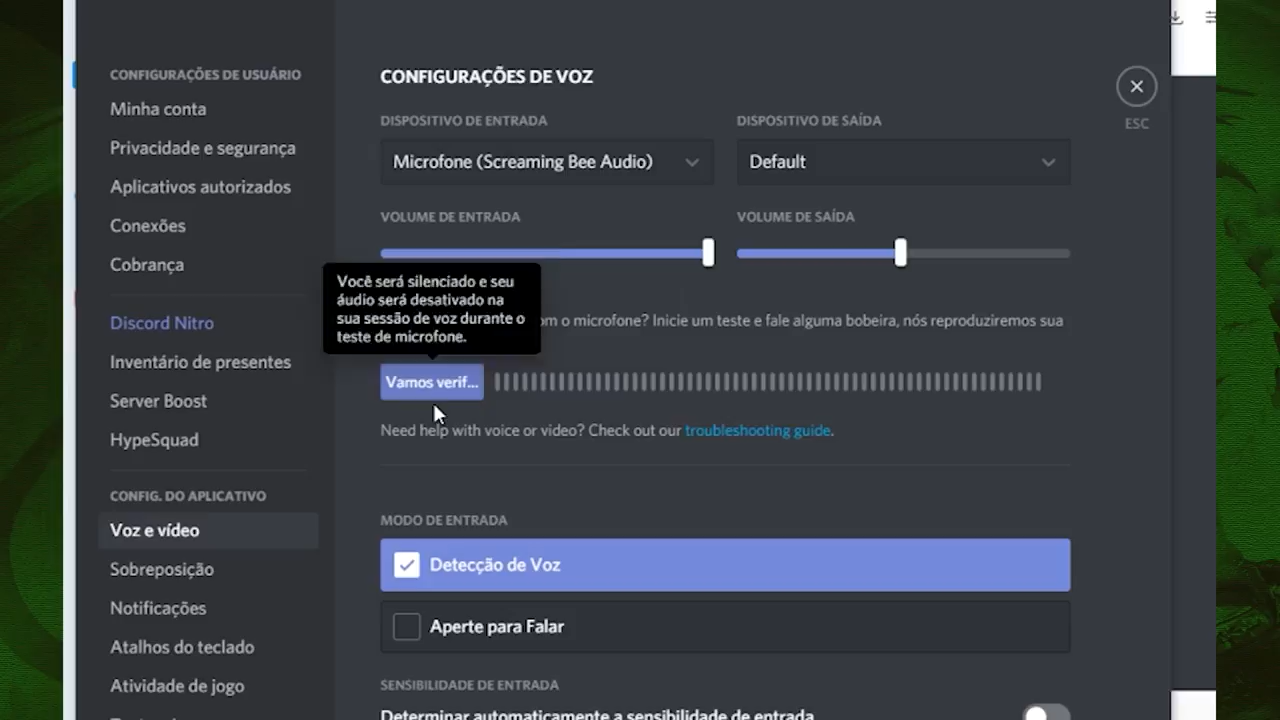 CONFIGURAÇÕES DE USUÁRIO
Minha conta
Privacidade e segurança
Aplicativos autorizados
Conexões
Cobrança
Discord Nitro
Inventário de presentes
Server Boost
HypeSquad
CONFIG. DO APLICATIVO
Voz e vídeo
Sobreposição
Notificações
Atalhos do teclado
Atividade de jogo
CONFIGURAÇÕES DE VOZ
ESC
DISPOSITIVO DE ENTRADA
Microfone (Screaming Bee Audio)
DISPOSITIVO DE SAÍDA
Default
VOLUME DE ENTRADA
VOLUME DE SAÍDA
Você será silenciado e seu
áudio será desativado na
sua sessão de voz durante o
teste de microfone.
o microfone? Inicie um teste e fale alguma bobeira, nós reproduziremos sua
Vamos verif...
Need help with voice or video? Check out our troubleshooting guide.
MODO DE ENTRADA
Detecção de Voz
Aperte para Falar
SENSIBILIDADE DE ENTRADA
Determinar automaticamente a sensibilidade de entrada